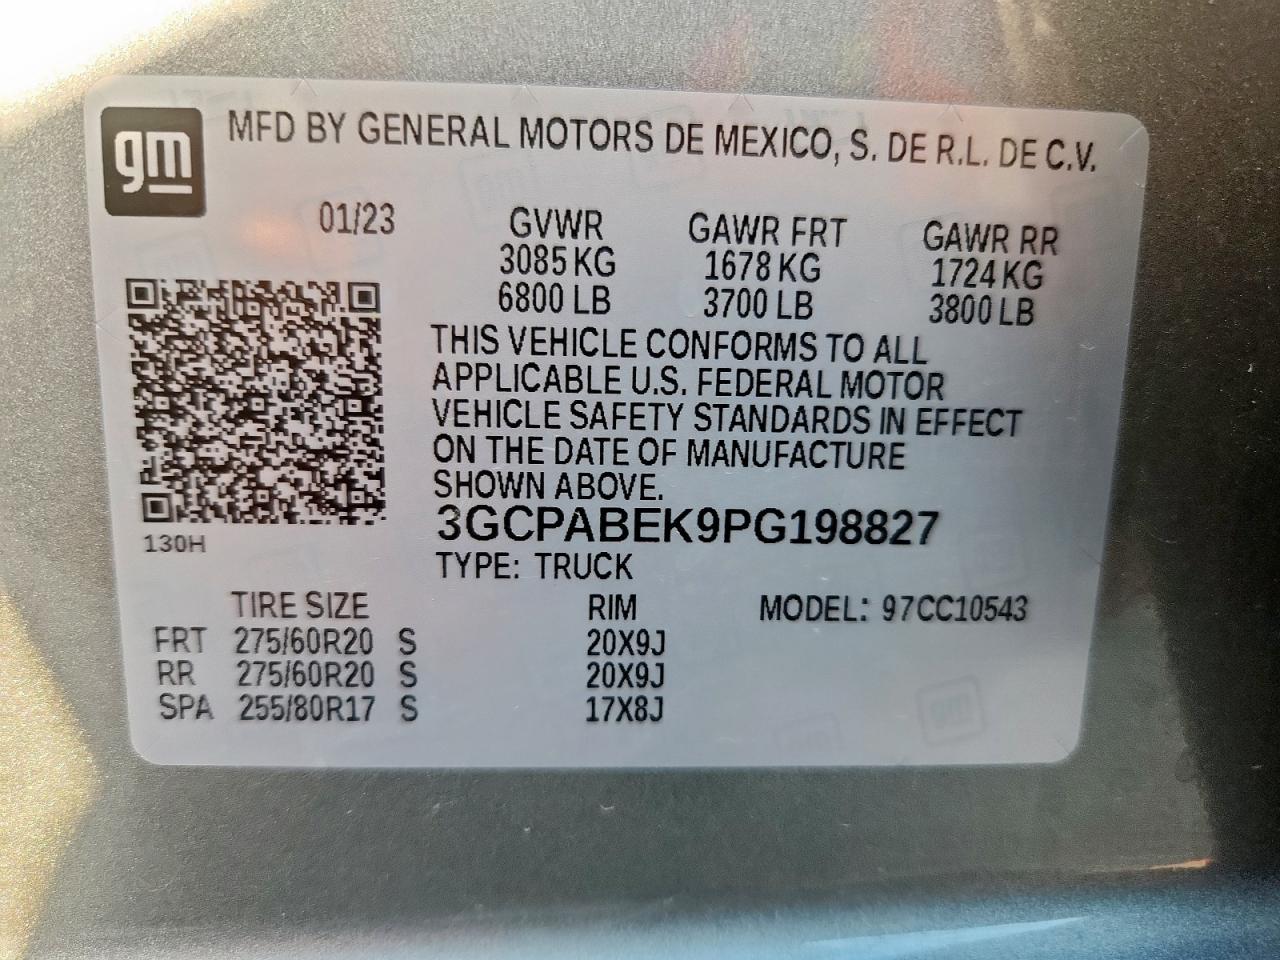 gm
MFD BY GENERAL MOTORS DE MEXICO, S. DE R.L. DE C.V.
01/23 GVWR GAWR FRT GAWR RR
3085 KG 1678 KG 1724 KG
6800 LB 3700 LB 3800 LB
THIS VEHICLE CONFORMS TO ALL
APPLICABLE U.S. FEDERAL MOTOR
VEHICLE SAFETY STANDARDS IN EFFECT
ON THE DATE OF MANUFACTURE
SHOWN ABOVE.
3GCPABEK9PG198827
130H
TYPE: TRUCK
TIRE SIZE RIM MODEL: 97CC10543
FRT 275/60R20 S 20X9J
RR 275/60R20 S 20X9J
SPA 255/80R17 S 17X8J